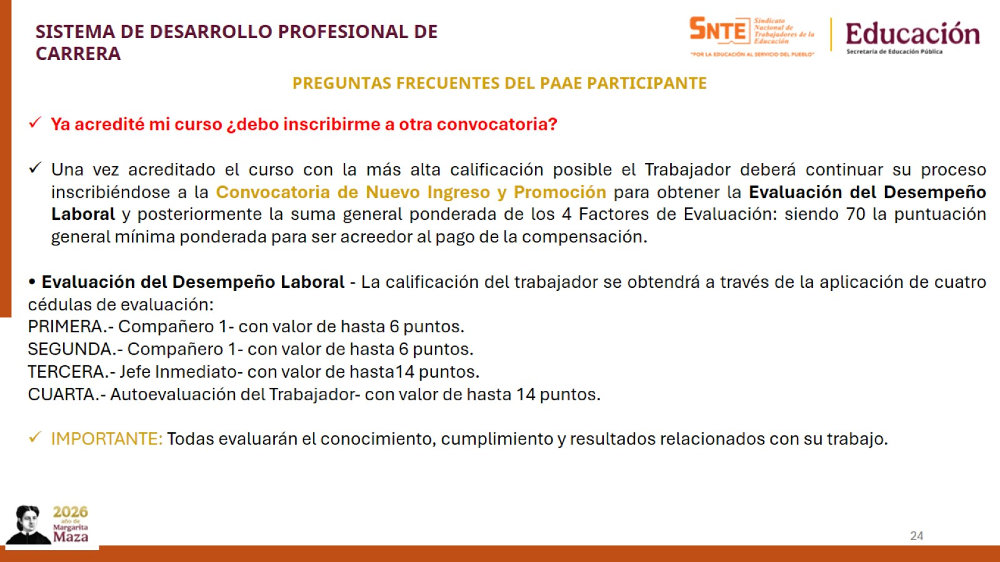 SISTEMA DE DESARROLLO PROFESIONAL DE
CARRERA
SNTE
Sindicato
Nacional de
Trabajadores de la
Educación
"POR LA EDUCACIÓN AL SERVICIO DEL PUEBLO"
Educación
Secretaría de Educación Pública
PREGUNTAS FRECUENTES DEL PAAE PARTICIPANTE
✓ Ya acredité mi curso ¿debo inscribirme a otra convocatoria?
✓ Una vez acreditado el curso con la más alta calificación posible el Trabajador deberá continuar su proceso
inscribiéndose a la Convocatoria de Nuevo Ingreso y Promoción para obtener la Evaluación del Desempeño
Laboral y posteriormente la suma general ponderada de los 4 Factores de Evaluación: siendo 70 la puntuación
general mínima ponderada para ser acreedor al pago de la compensación.
• Evaluación del Desempeño Laboral - La calificación del trabajador se obtendrá a través de la aplicación de cuatro
cédulas de evaluación:
PRIMERA.- Compañero 1- con valor de hasta 6 puntos.
SEGUNDA.- Compañero 1- con valor de hasta 6 puntos.
TERCERA.- Jefe Inmediato- con valor de hasta14 puntos.
CUARTA.- Autoevaluación del Trabajador- con valor de hasta 14 puntos.
✓ IMPORTANTE: Todas evaluarán el conocimiento, cumplimiento y resultados relacionados con su trabajo.
2026
año de
Margarita
Maza
24